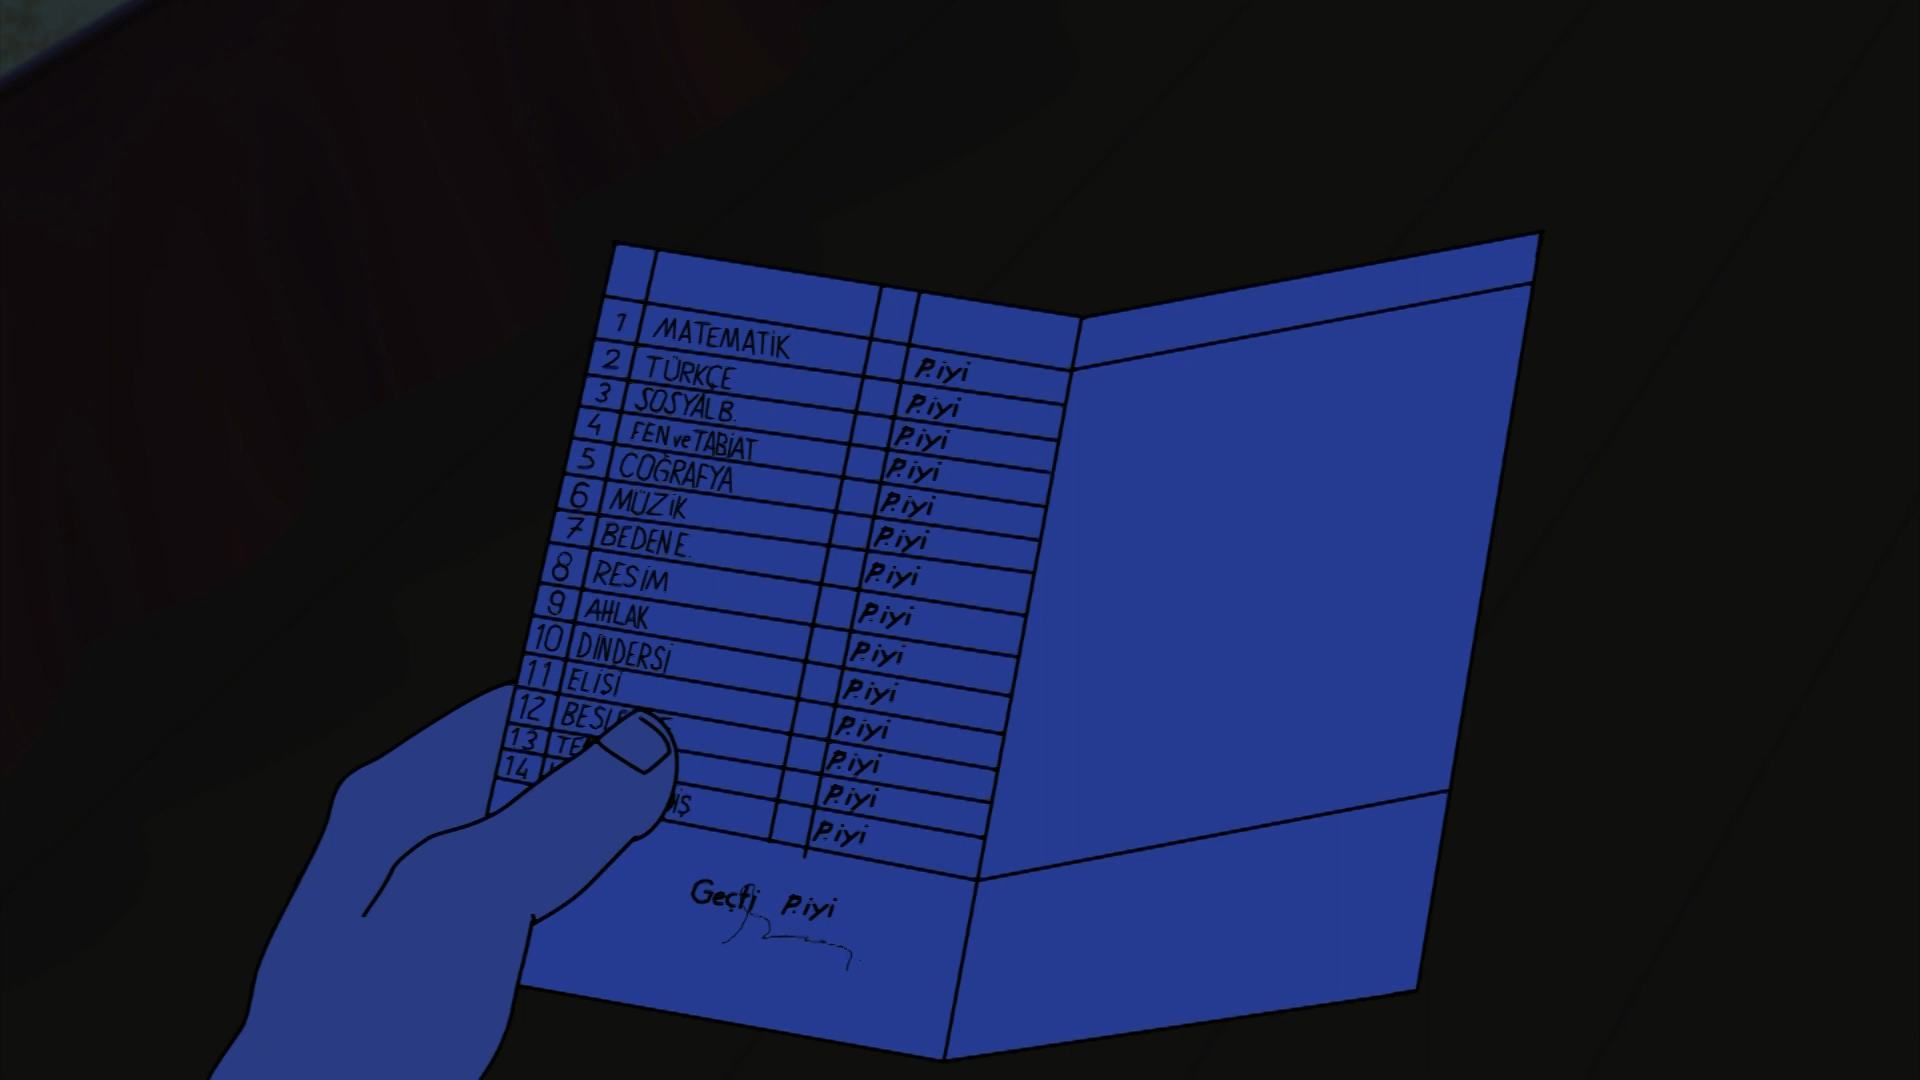 1 MATEMATİK P.iyi
2 TÜRKÇE P.iyi
3 SOSYAL B. P.iyi
4 FEN ve TABİAT P.iyi
5 COĞRAFYA P.iyi
6 MÜZİK P.iyi
7 BEDEN E. P.iyi
8 RESİM P.iyi
9 AHLAK P.iyi
10 DİN DERSİ P.iyi
11 ELİŞİ P.iyi
12 P.iyi
13 P.iyi
14 P.iyi
Geçti P.iyi